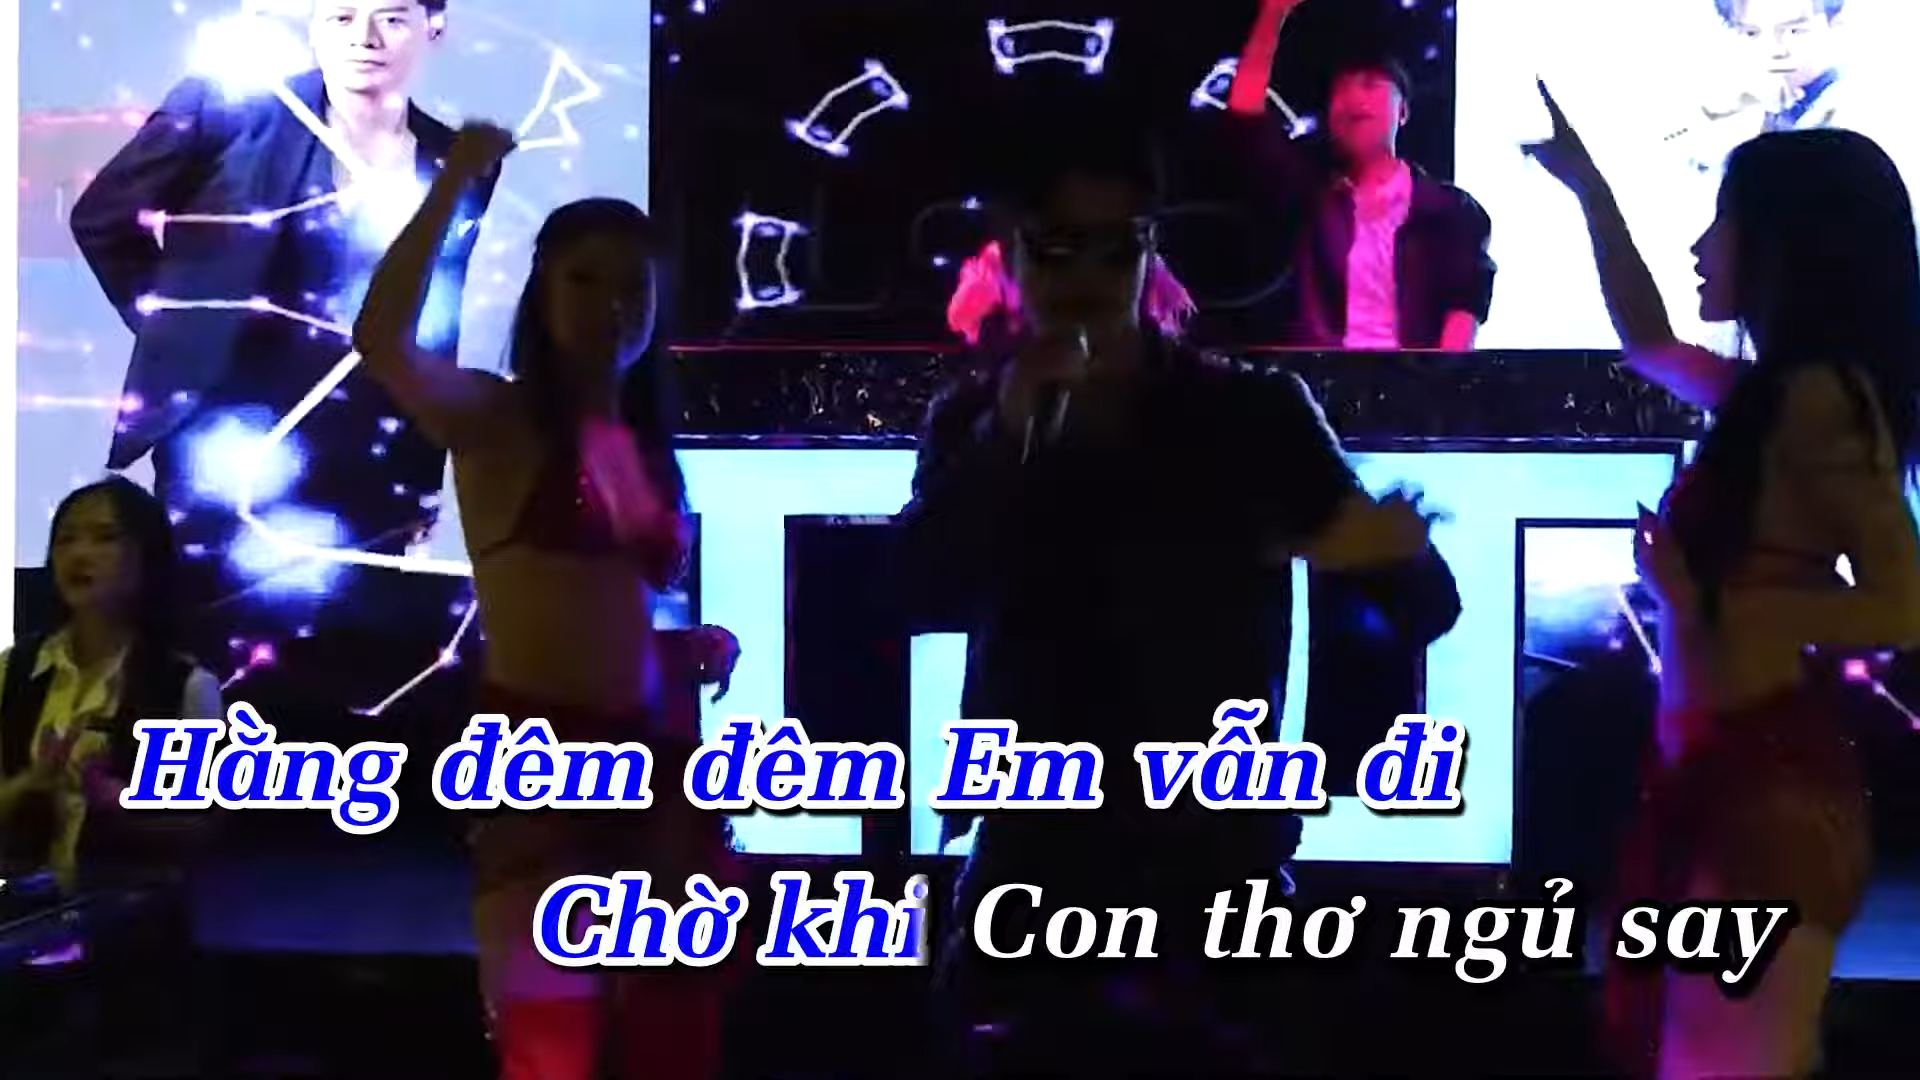 Hằng đêm đêm Em vẫn đi
Chờ khi Con thơ ngủ say